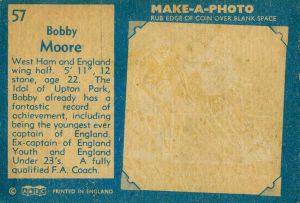 57
Bobby
Moore
West Ham and England
wing half. 5' 11", 12
stone, age 22. The
Idol of Upton Park,
Bobby already has a
fantastic record of
achievement, including
being the youngest ever
captain of England.
Ex-captain of England
Youth and England
Under 23's. A fully
qualified F.A. Coach.
© A&BC PRINTED IN ENGLAND
MAKE-A-PHOTO
RUB EDGE OF COIN OVER BLANK SPACE